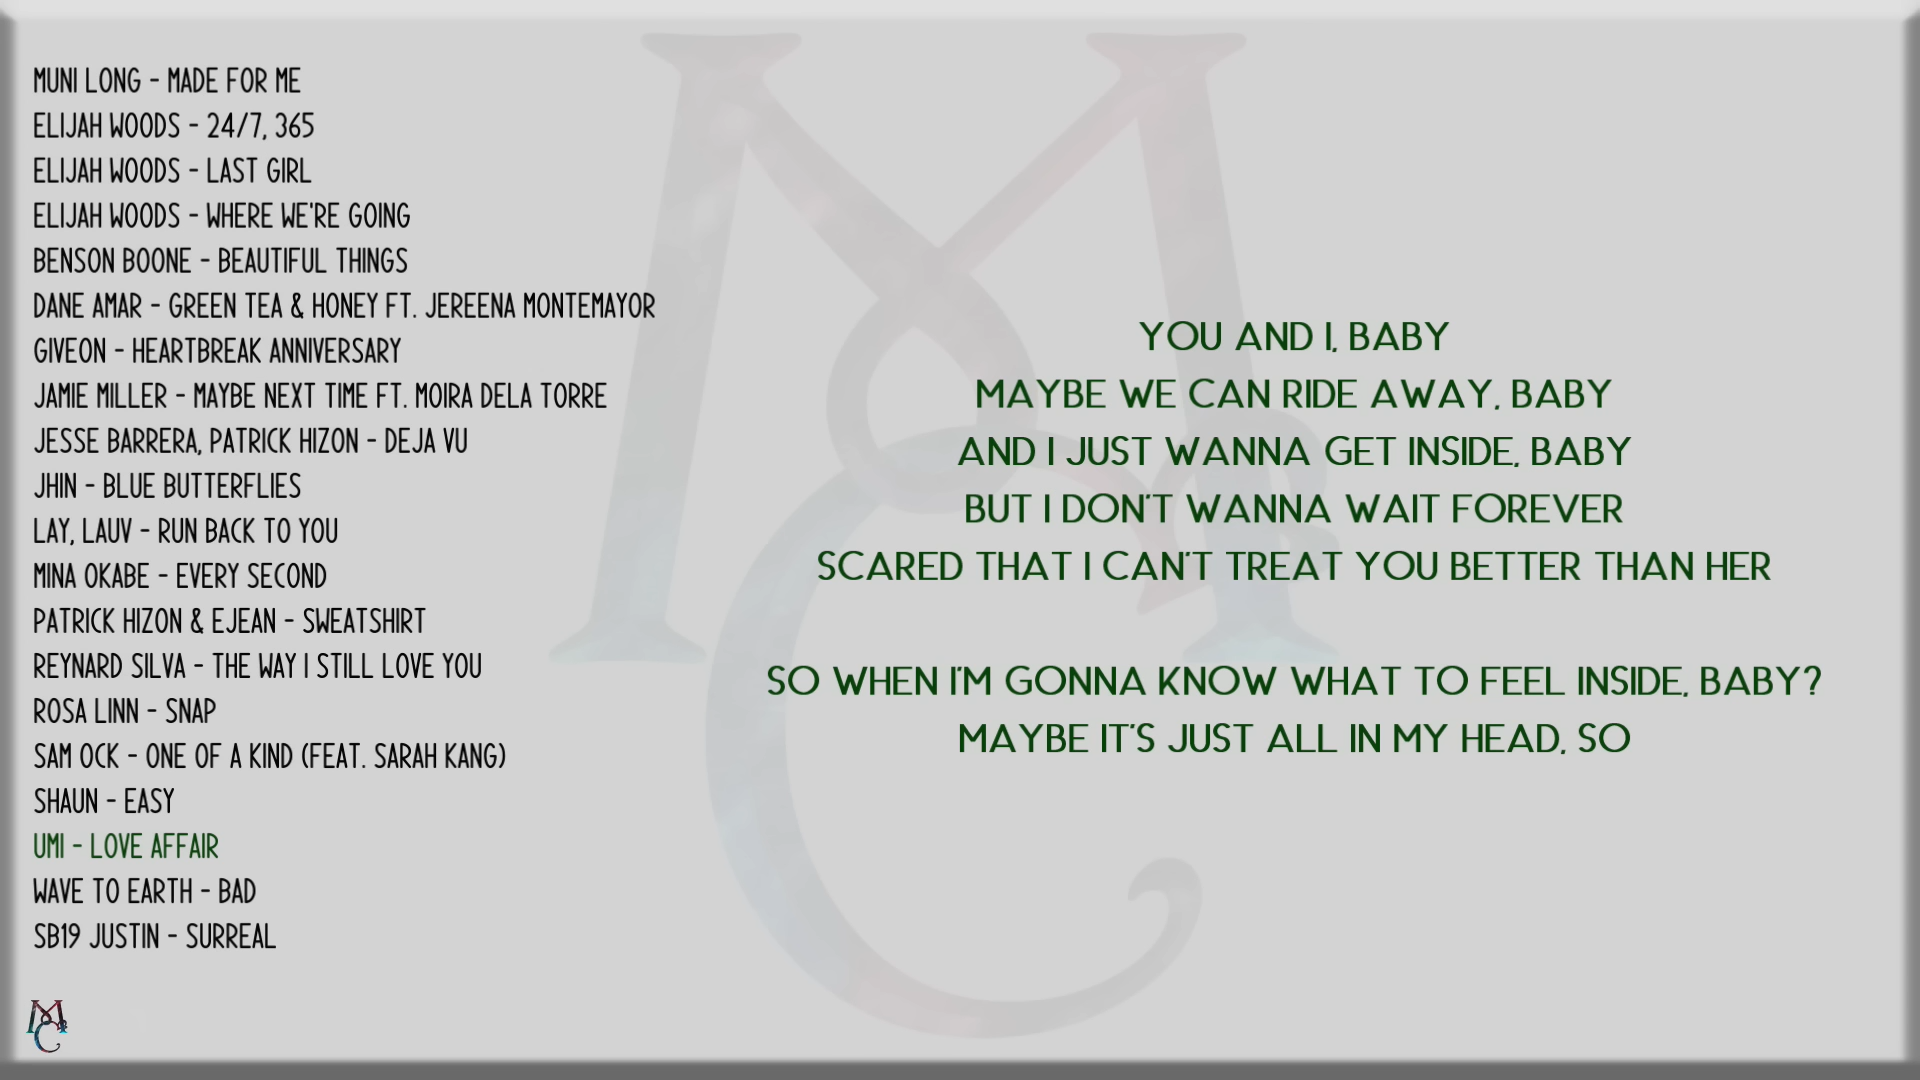 MUNI LONG - MADE FOR ME
ELIJAH WOODS - 24/7, 365
ELIJAH WOODS - LAST GIRL
ELIJAH WOODS - WHERE WE'RE GOING
BENSON BOONE - BEAUTIFUL THINGS
DANE AMAR - GREEN TEA & HONEY FT. JEREENA MONTEMAYOR
GIVEON - HEARTBREAK ANNIVERSARY
JAMIE MILLER - MAYBE NEXT TIME FT. MOIRA DELA TORRE
JESSE BARRERA, PATRICK HIZON - DEJA VU
JHIN - BLUE BUTTERFLIES
LAY, LAUV - RUN BACK TO YOU
MINA OKABE - EVERY SECOND
PATRICK HIZON & EJEAN - SWEATSHIRT
REYNARD SILVA - THE WAY I STILL LOVE YOU
ROSA LINN - SNAP
SAM OCK - ONE OF A KIND (FEAT. SARAH KANG)
SHAUN - EASY
UMI - LOVE AFFAIR
WAVE TO EARTH - BAD
SB19 JUSTIN - SURREAL
YOU AND I, BABY
MAYBE WE CAN RIDE AWAY, BABY
AND I JUST WANNA GET INSIDE, BABY
BUT I DON'T WANNA WAIT FOREVER
SCARED THAT I CAN'T TREAT YOU BETTER THAN HER
SO WHEN I'M GONNA KNOW WHAT TO FEEL INSIDE, BABY?
MAYBE IT'S JUST ALL IN MY HEAD, SO